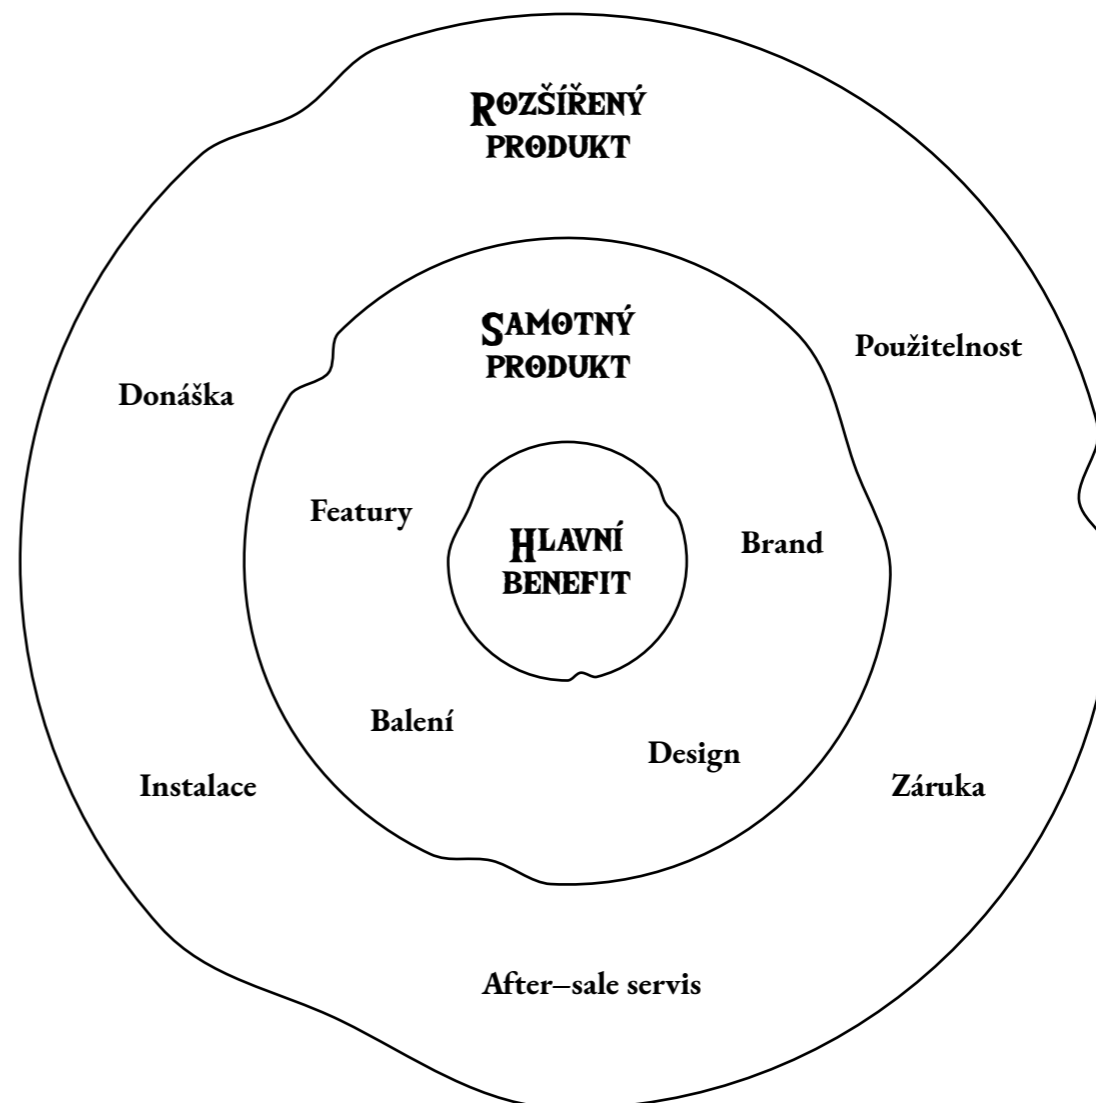 Rozšířený
produkt
Samotný
produkt
Použitelnost
Donáška
Featury
Hlavní
benefit
Brand
Balení
Design
Instalace
Záruka
After–sale servis